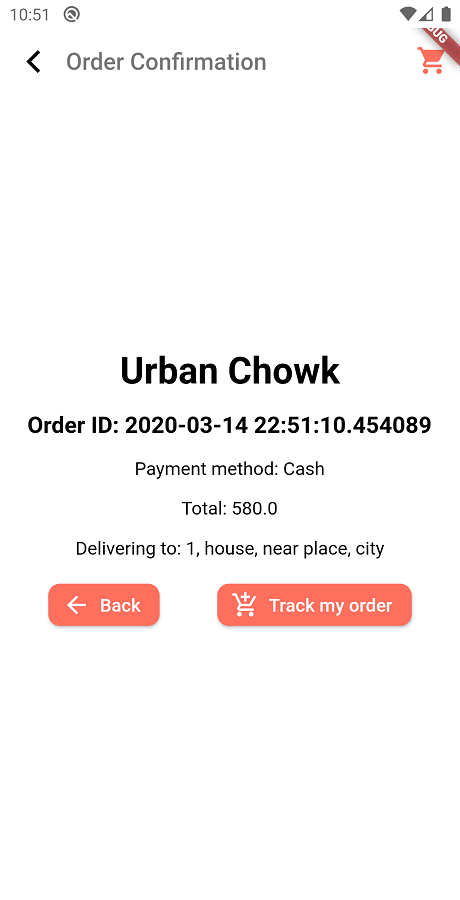 10:51
Order Confirmation
Urban Chowk
Order ID: 2020-03-14 22:51:10.454089
Payment method: Cash
Total: 580.0
Delivering to: 1, house, near place, city
Back
Track my order